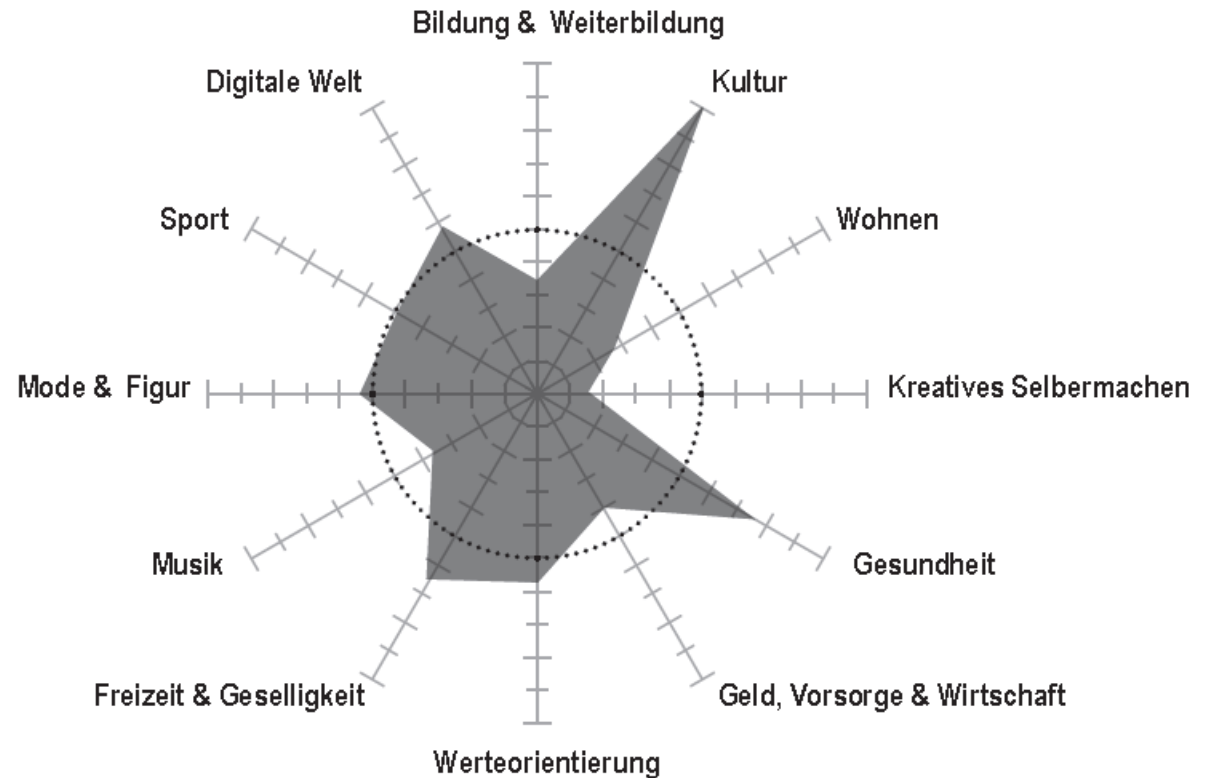 Bildung & Weiterbildung
Digitale Welt
Kultur
Sport
Wohnen
Mode & Figur
Kreatives Selbermachen
Musik
Gesundheit
Freizeit & Geselligkeit
Geld, Vorsorge & Wirtschaft
Werteorientierung